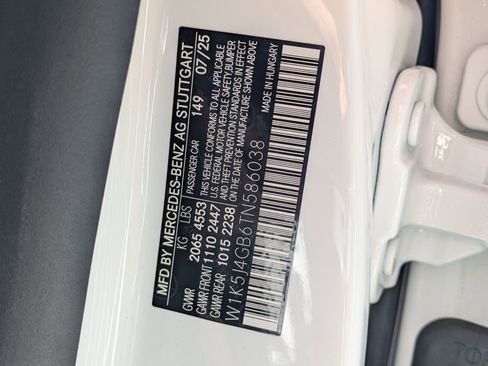 MFD BY MERCEDES-BENZ AG STUTTGART
KG LBS PASSENGER CAR 149 07/25
GVWR 2065 4553 THIS VEHICLE CONFORMS TO ALL APPLICABLE
GAWR FRONT 1110 2447 U.S. FEDERAL MOTOR VEHICLE SAFETY, BUMPER
GAWR REAR 1015 2238 AND THEFT PREVENTION STANDARDS IN EFFECT
ON THE DATE OF MANUFACTURE SHOWN ABOVE
W1K5J4GB6TN586038 MADE IN HUNGARY